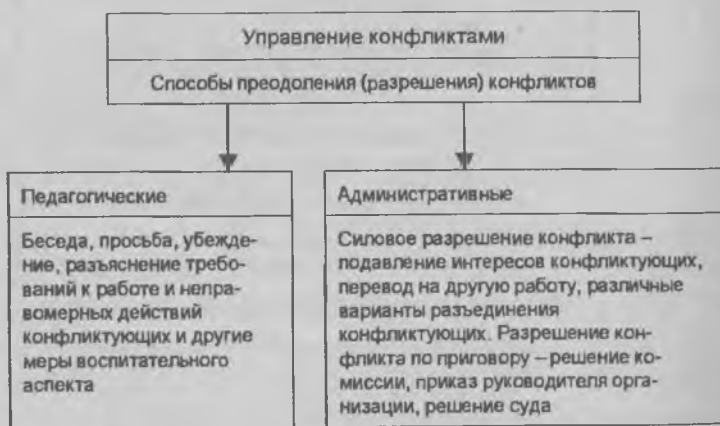 Управление конфликтами
Способы преодоления (разрешения) конфликтов
Педагогические
Беседа, просьба, убежде-
ние, разъяснение требо-
ваний к работе и непра-
вомерных действий
конфликтующих и другие
меры воспитательного
аспекта
Административные
Силовое разрешение конфликта –
подавление интересов конфликтующих,
перевод на другую работу, различные
варианты разъединения
конфликтующих. Разрешение кон-
фликта по приговору – решение ко-
миссии, приказ руководителя орга-
низации, решение суда